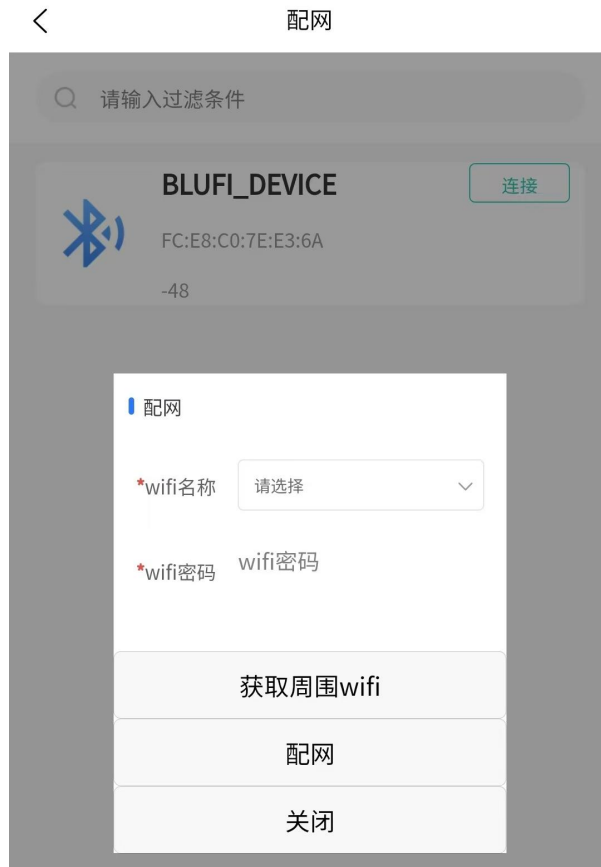 配网
请输入过滤条件
BLUFI_DEVICE
连接
FC:E8:C0:7E:E3:6A
-48
配网
*wifi名称 请选择
*wifi密码 wifi密码
获取周围wifi
配网
关闭